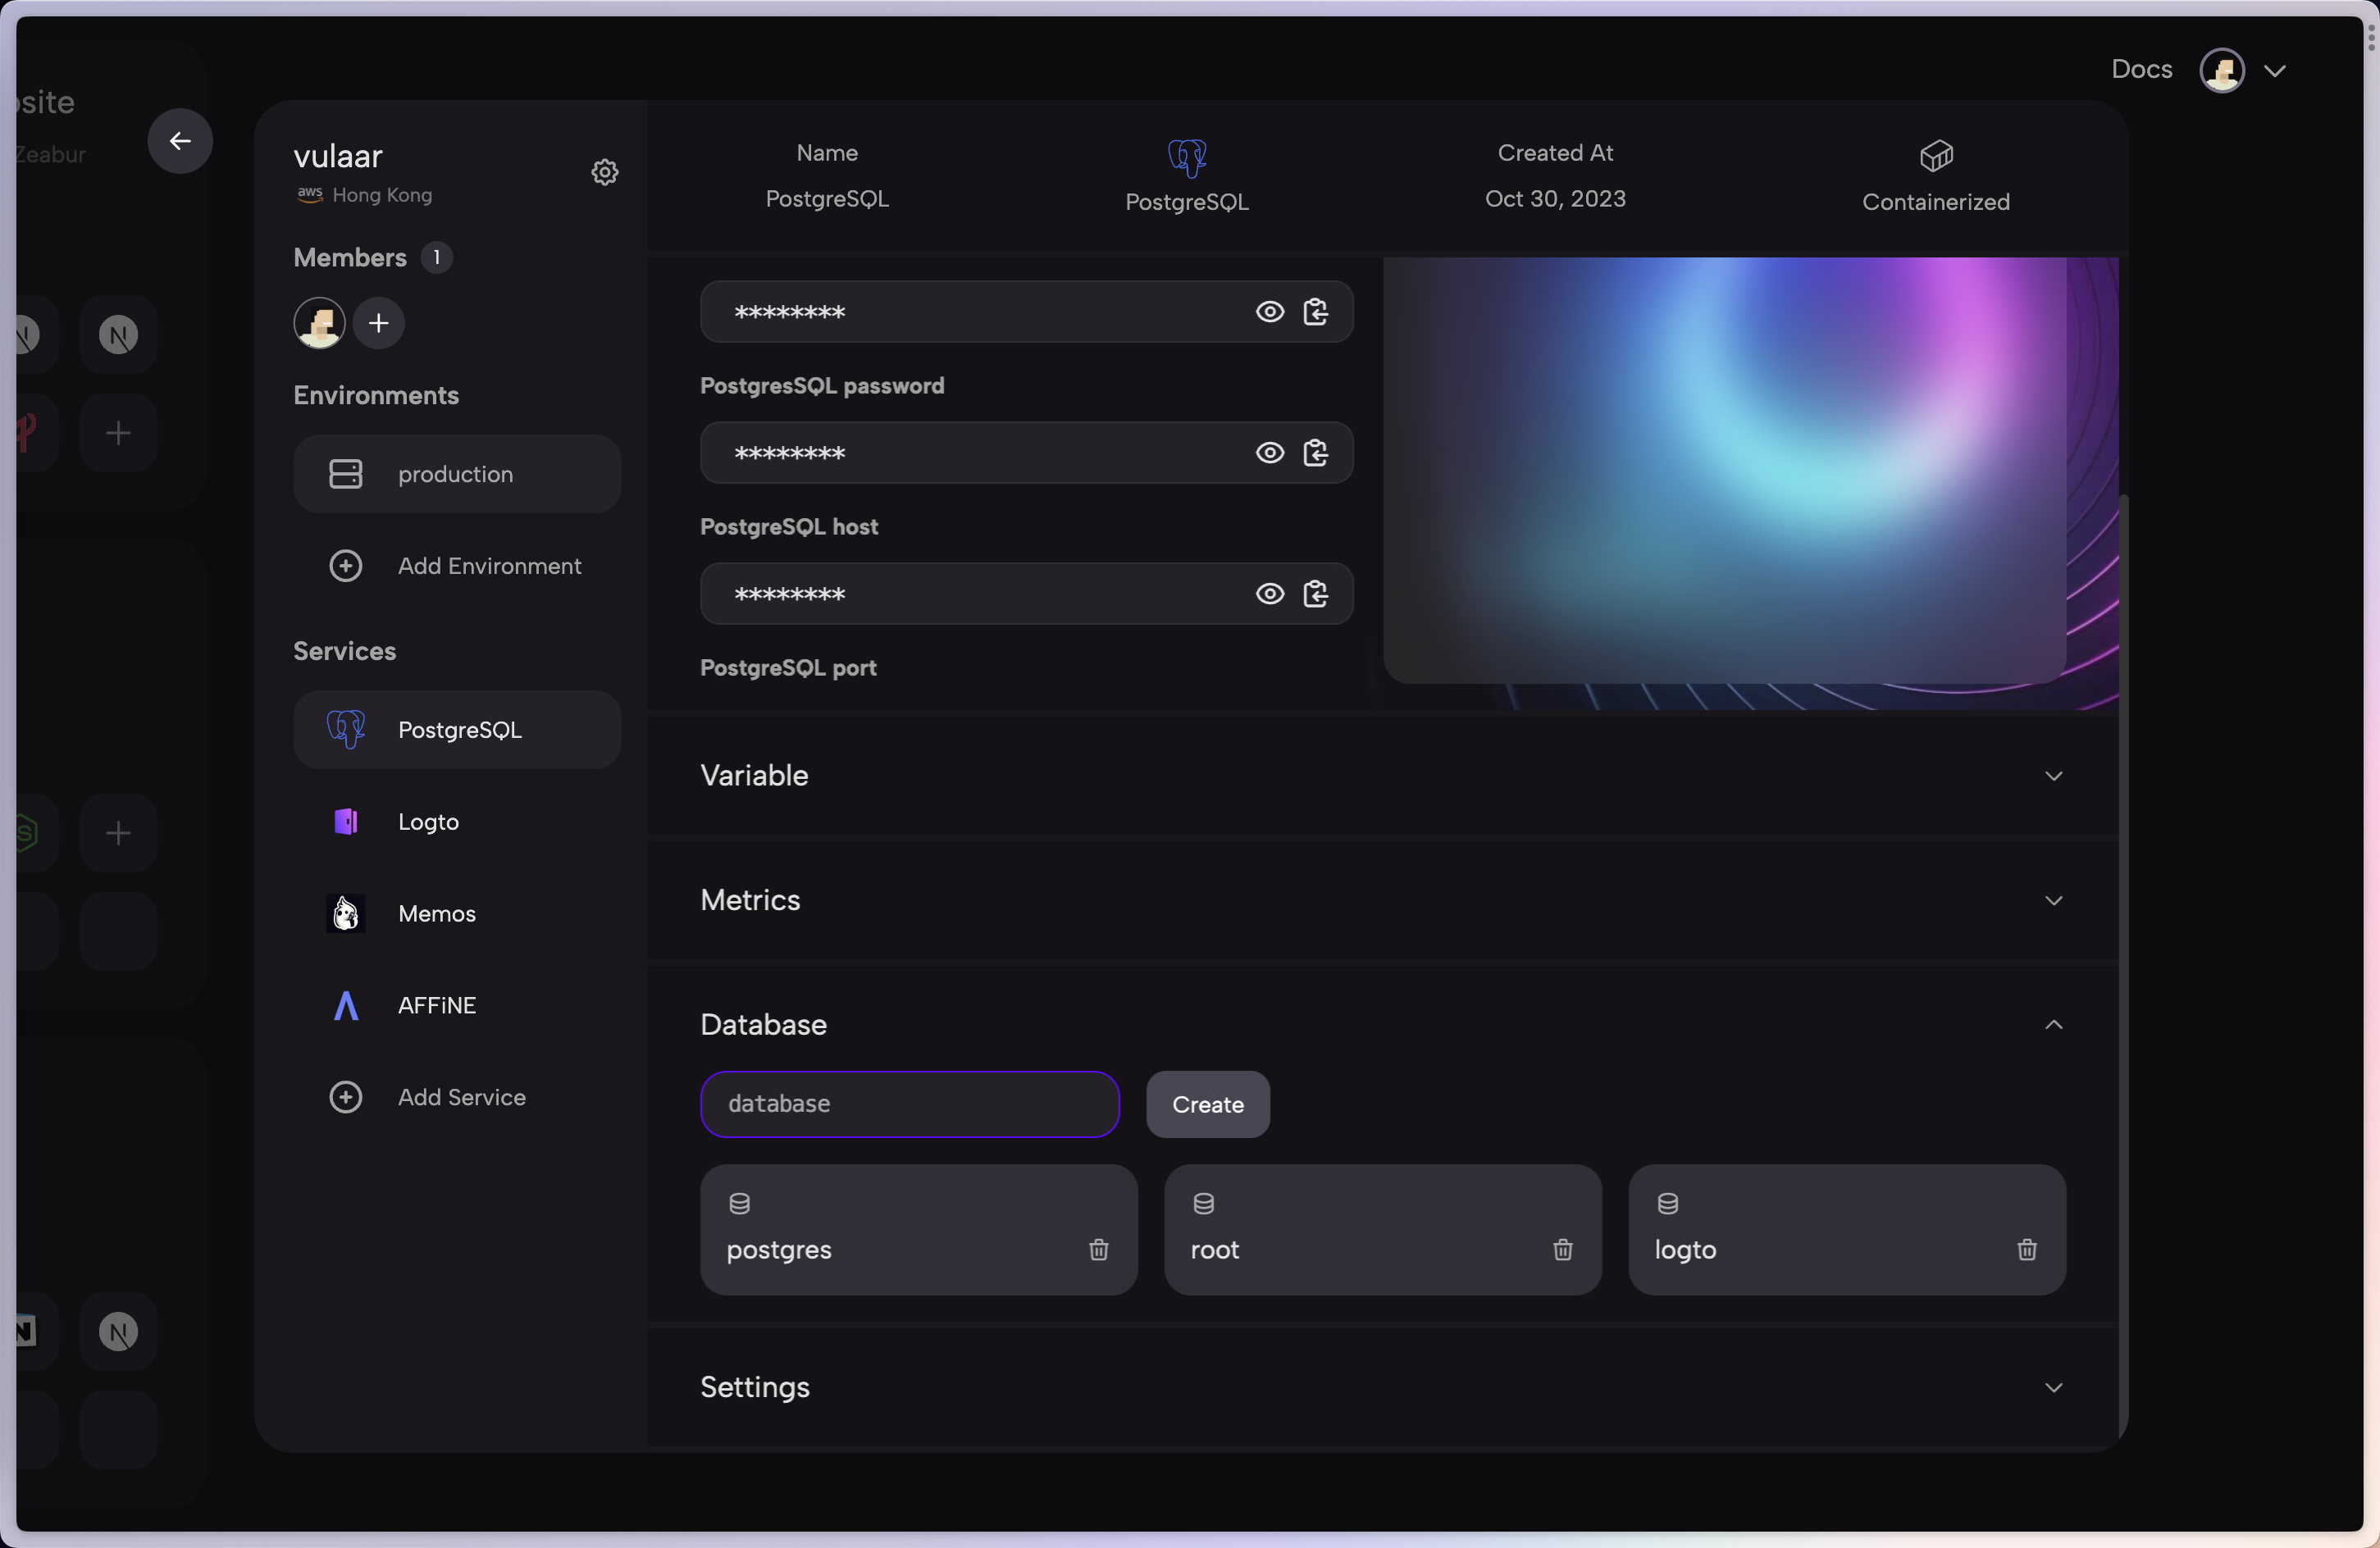 Docs
site
Zeabur
vulaar
aws Hong Kong
Members 1
Environments
production
Add Environment
Services
PostgreSQL
Logto
Memos
AFFiNE
Add Service
Name
PostgreSQL
PostgreSQL
Created At
Oct 30, 2023
Containerized
********
PostgresSQL password
********
PostgreSQL host
********
PostgreSQL port
Variable
Metrics
Database
database
Create
postgres
root
logto
Settings